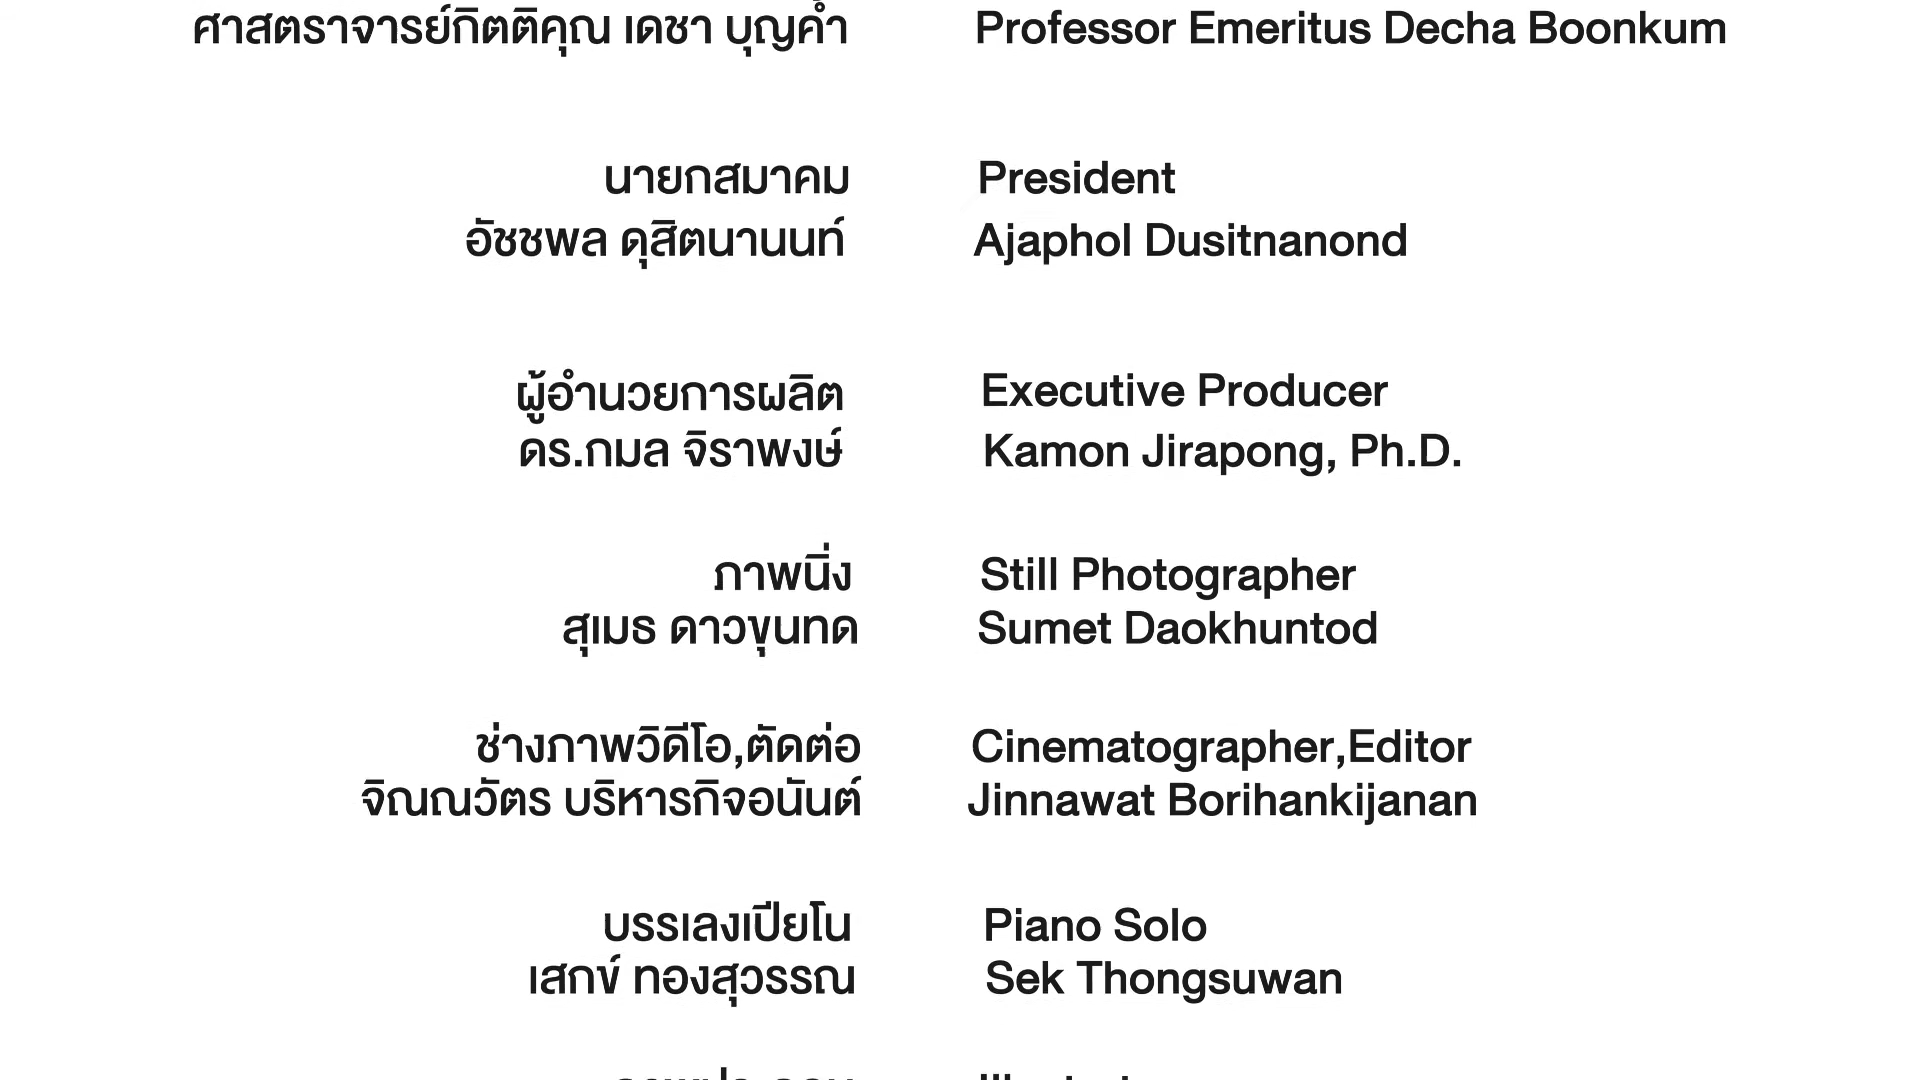 ศาสตราจารย์กิตติคุณ เดชา บุญค้ำ
Professor Emeritus Decha Boonkum
นายกสมาคม
President
อัชชพล ดุสิตนานนท์
Ajaphol Dusitnanond
ผู้อำนวยการผลิต
Executive Producer
ดร.กมล จิราพงษ์
Kamon Jirapong, Ph.D.
ภาพนิ่ง
Still Photographer
สุเมธ ดาวขุนทด
Sumet Daokhuntod
ช่างภาพวิดีโอ,ตัดต่อ
Cinematographer,Editor
จิณณวัตร บริหารกิจอนันต์
Jinnawat Borihankijanan
บรรเลงเปียโน
Piano Solo
เสกข์ ทองสุวรรณ
Sek Thongsuwan